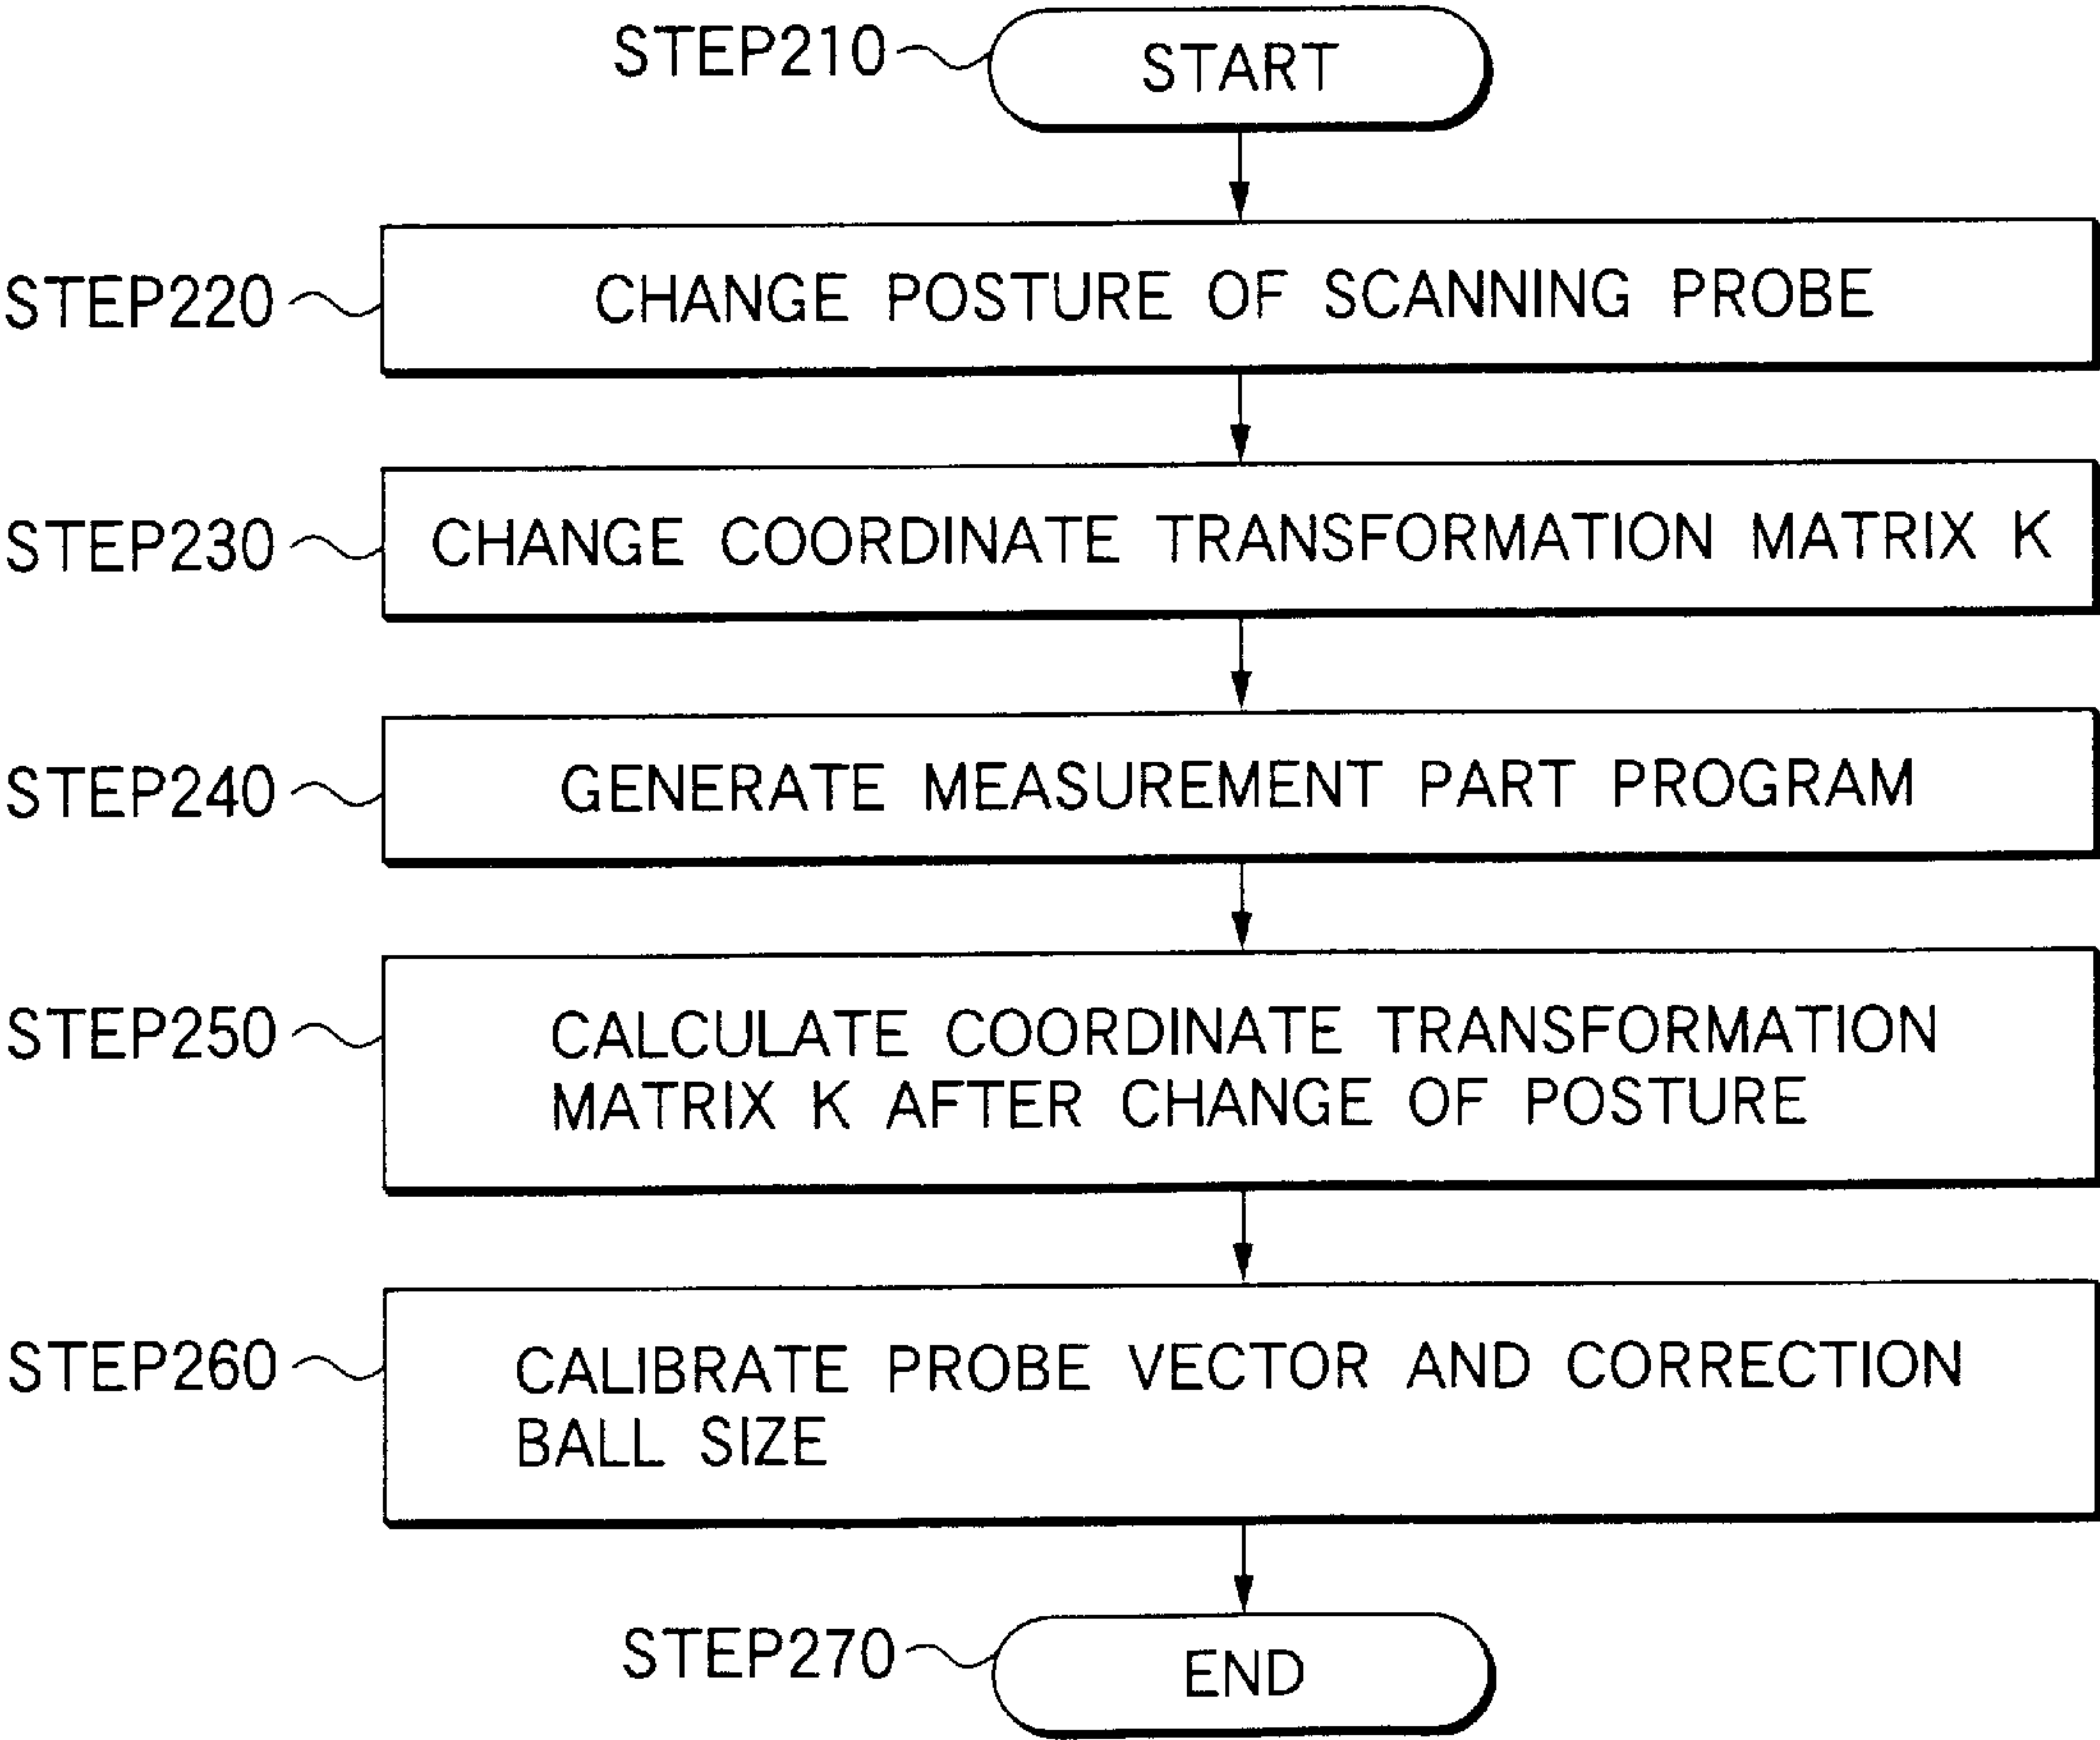 STEP210
START
STEP220
CHANGE POSTURE OF SCANNING PROBE
STEP230
CHANGE COORDINATE TRANSFORMATION MATRIX K
STEP240
GENERATE MEASUREMENT PART PROGRAM
STEP250
CALCULATE COORDINATE TRANSFORMATION
MATRIX K AFTER CHANGE OF POSTURE
STEP260
CALIBRATE PROBE VECTOR AND CORRECTION
BALL SIZE
STEP270
END